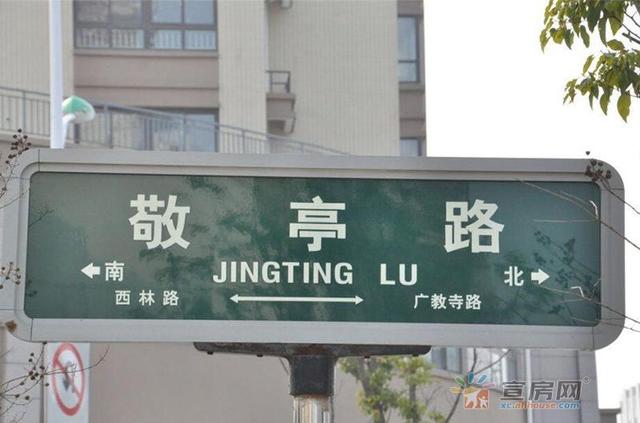 敬亭路
←南 JINGTING LU 北→
西林路 ↔ 广教寺路
宣房网
xc.ahhouse.com